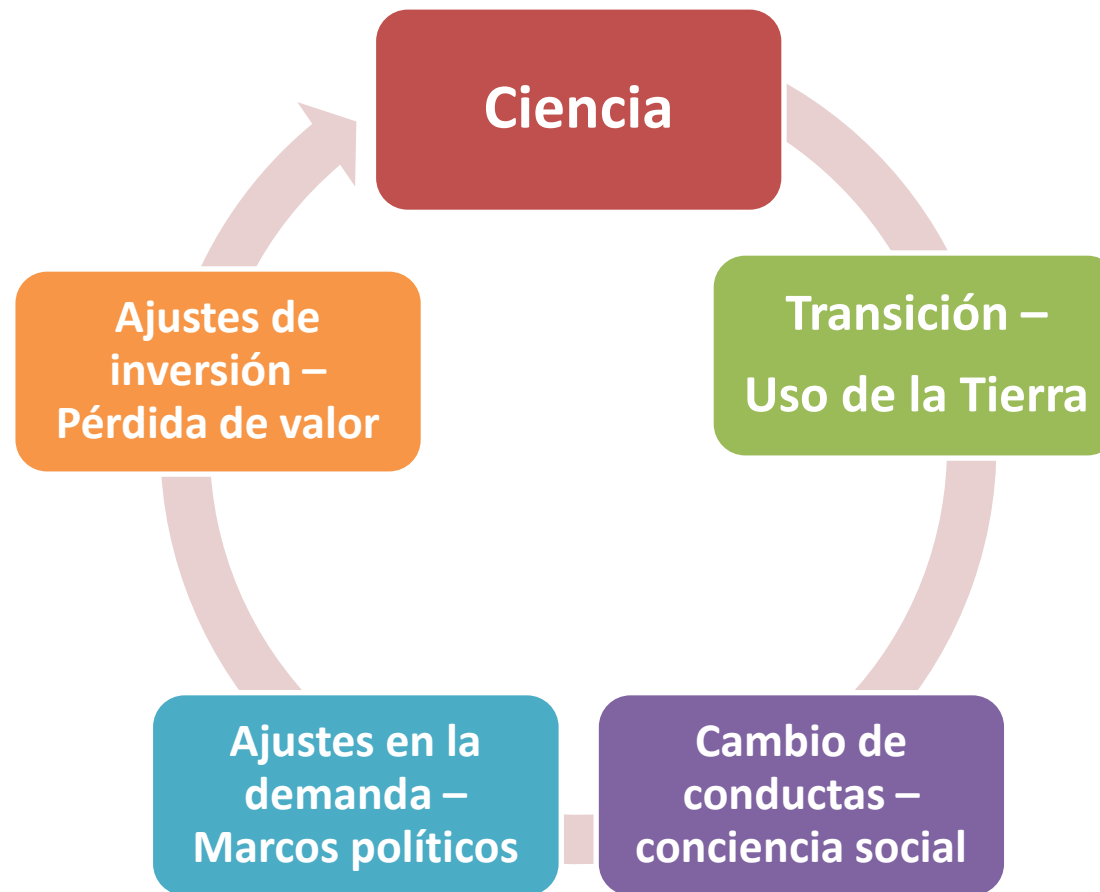 Ciencia
Transición –
Uso de la Tierra
Cambio de
conductas –
conciencia social
Ajustes en la
demanda –
Marcos políticos
Ajustes de
inversión –
Pérdida de valor